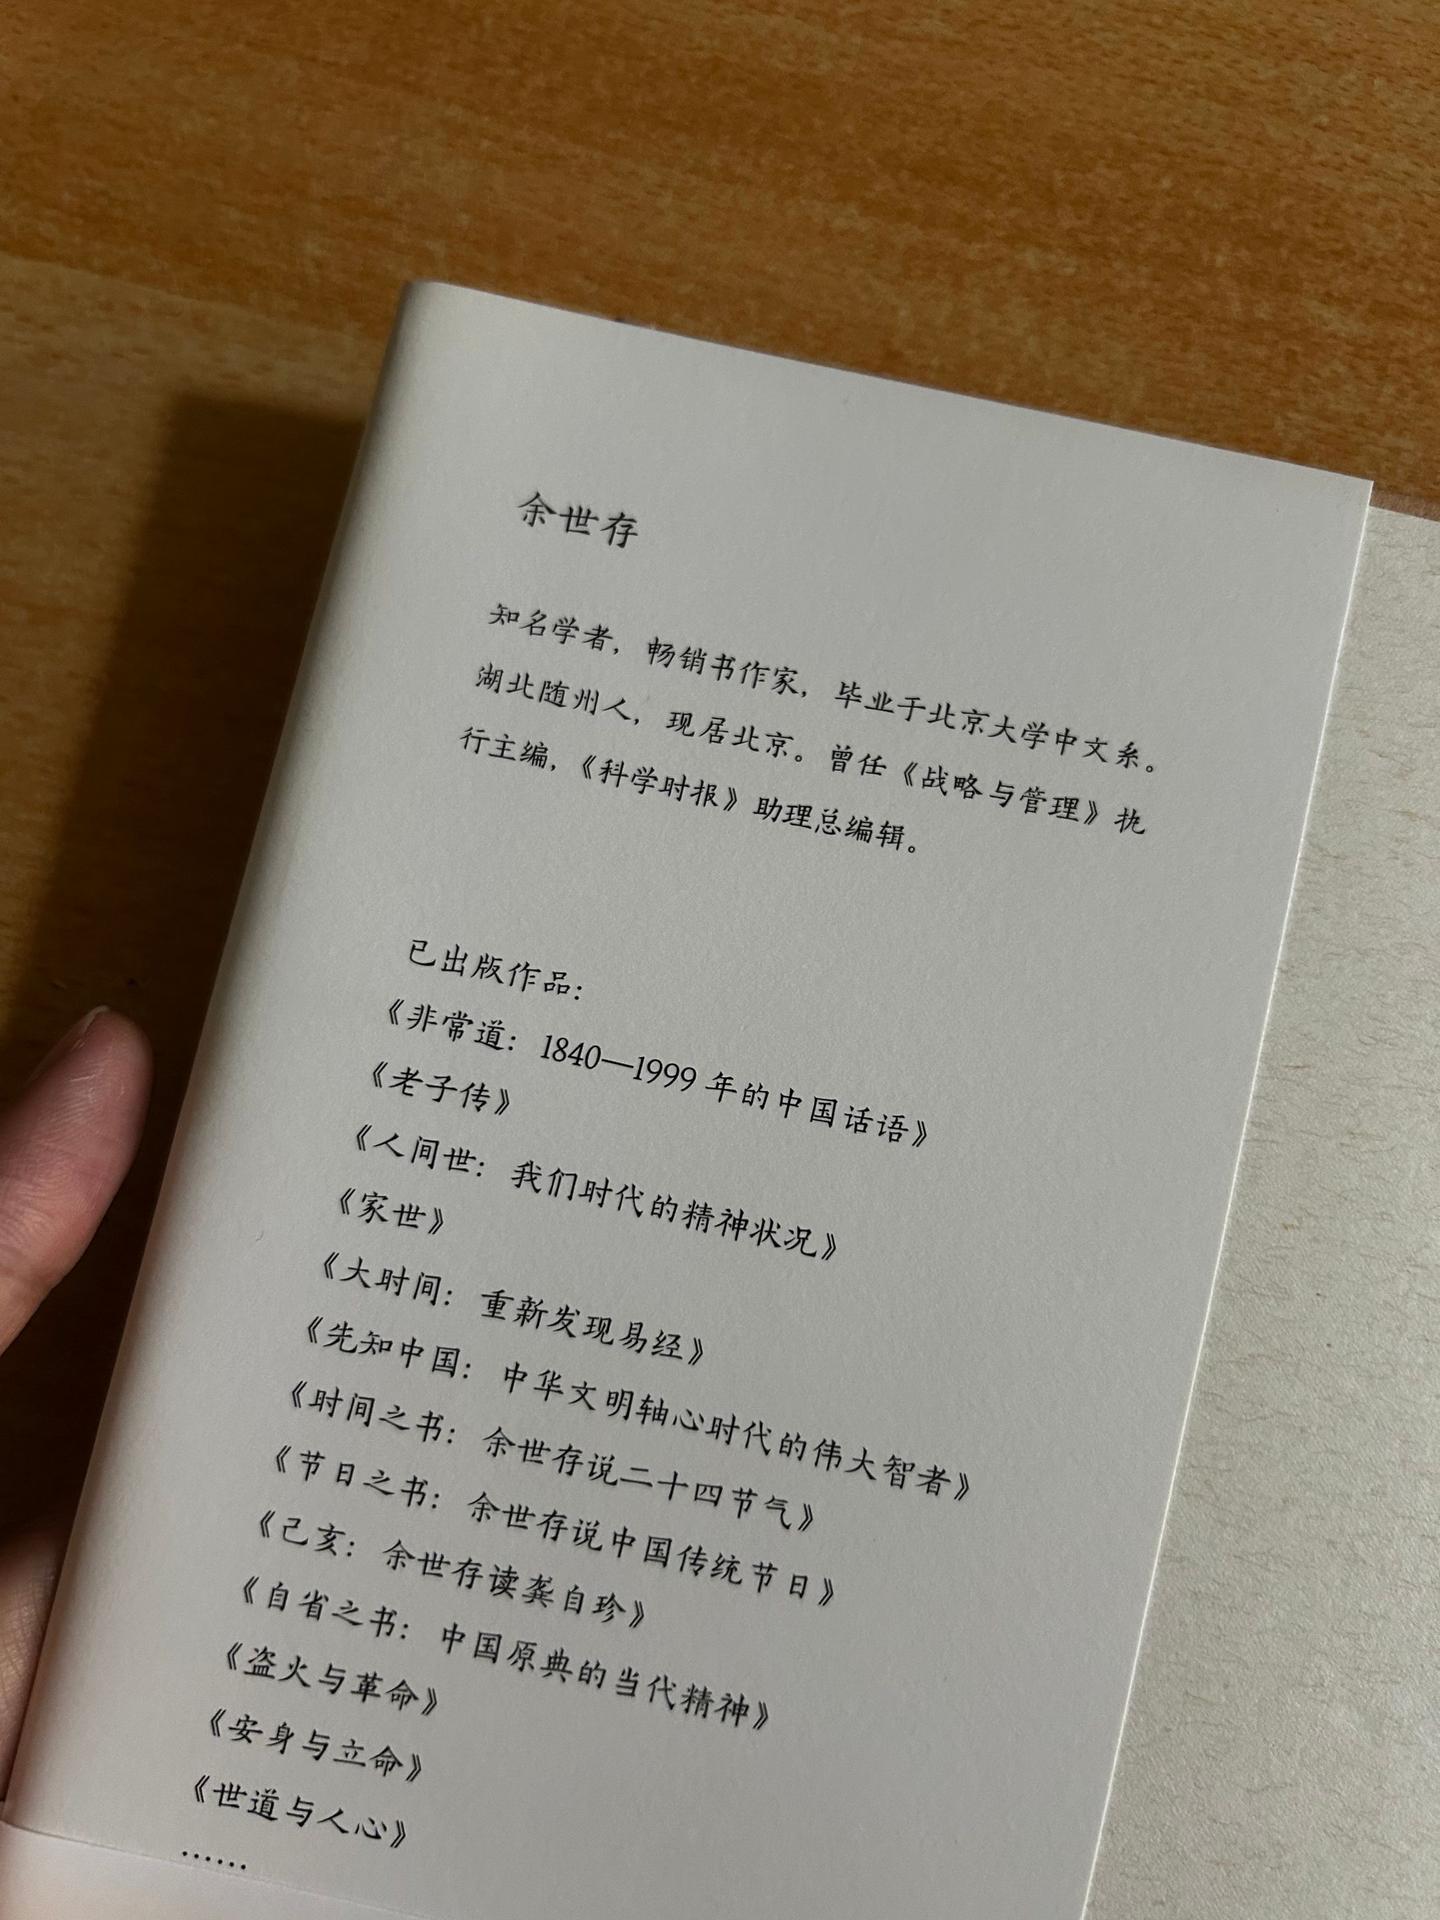 余世存
知名学者，畅销书作家，毕业于北京大学中文系。
湖北随州人，现居北京。曾任《战略与管理》执
行主编，《科学时报》助理总编辑。
已出版作品：
《非常道：1840—1999 年的中国话语》
《老子传》
《人间世：我们时代的精神状况》
《家世》
《大时间：重新发现易经》
《先知中国：中华文明轴心时代的伟大智者》
《时间之书：余世存说二十四节气》
《节日之书：余世存说中国传统节日》
《己亥：余世存读龚自珍》
《自省之书：中国原典的当代精神》
《盗火与革命》
《安身与立命》
《世道与人心》
……